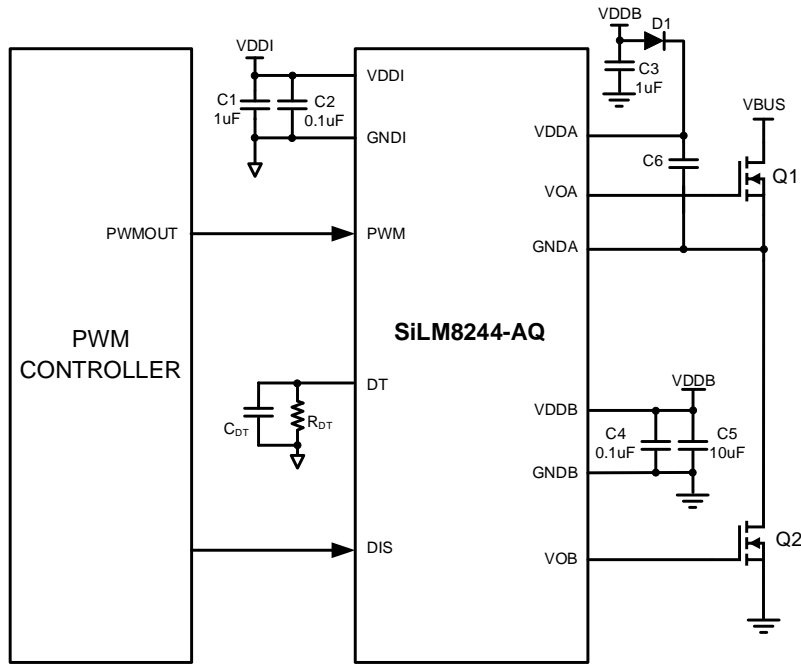 VDDI
C1
1uF
C2
0.1uF
VDDI
GNDI
VDDB
D1
C3
1uF
VBUS
VDDA
C6
VOA
Q1
PWMOUT
PWM
GNDA
PWM
CONTROLLER
SiLM8244-AQ
DT
CDT
RDT
VDDB
VDDB
C4
0.1uF
C5
10uF
GNDB
DIS
VOB
Q2